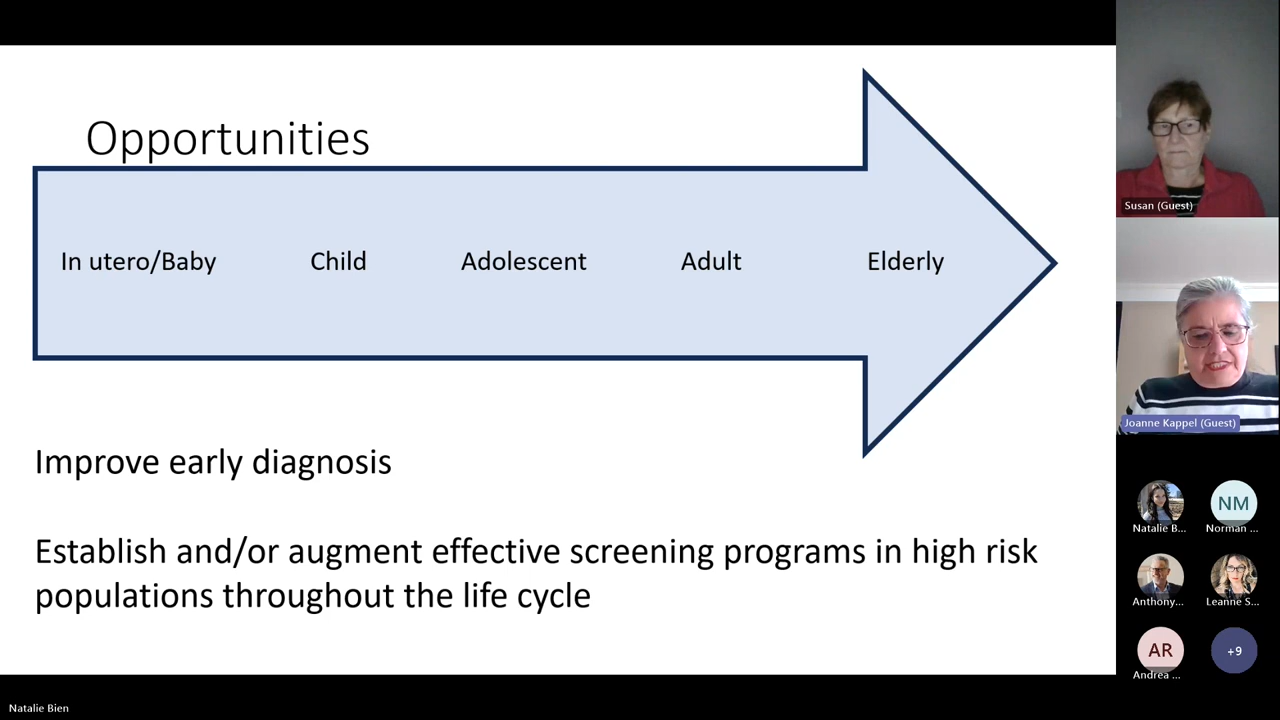 Opportunities
In utero/Baby Child Adolescent Adult Elderly
Improve early diagnosis
Establish and/or augment effective screening programs in high risk
populations throughout the life cycle
Susan (Guest)
Joanne Kappel (Guest)
Natalie B... Norman ...
NM
Anthony... Leanne S...
AR +9
Andrea ...
Natalie Bien